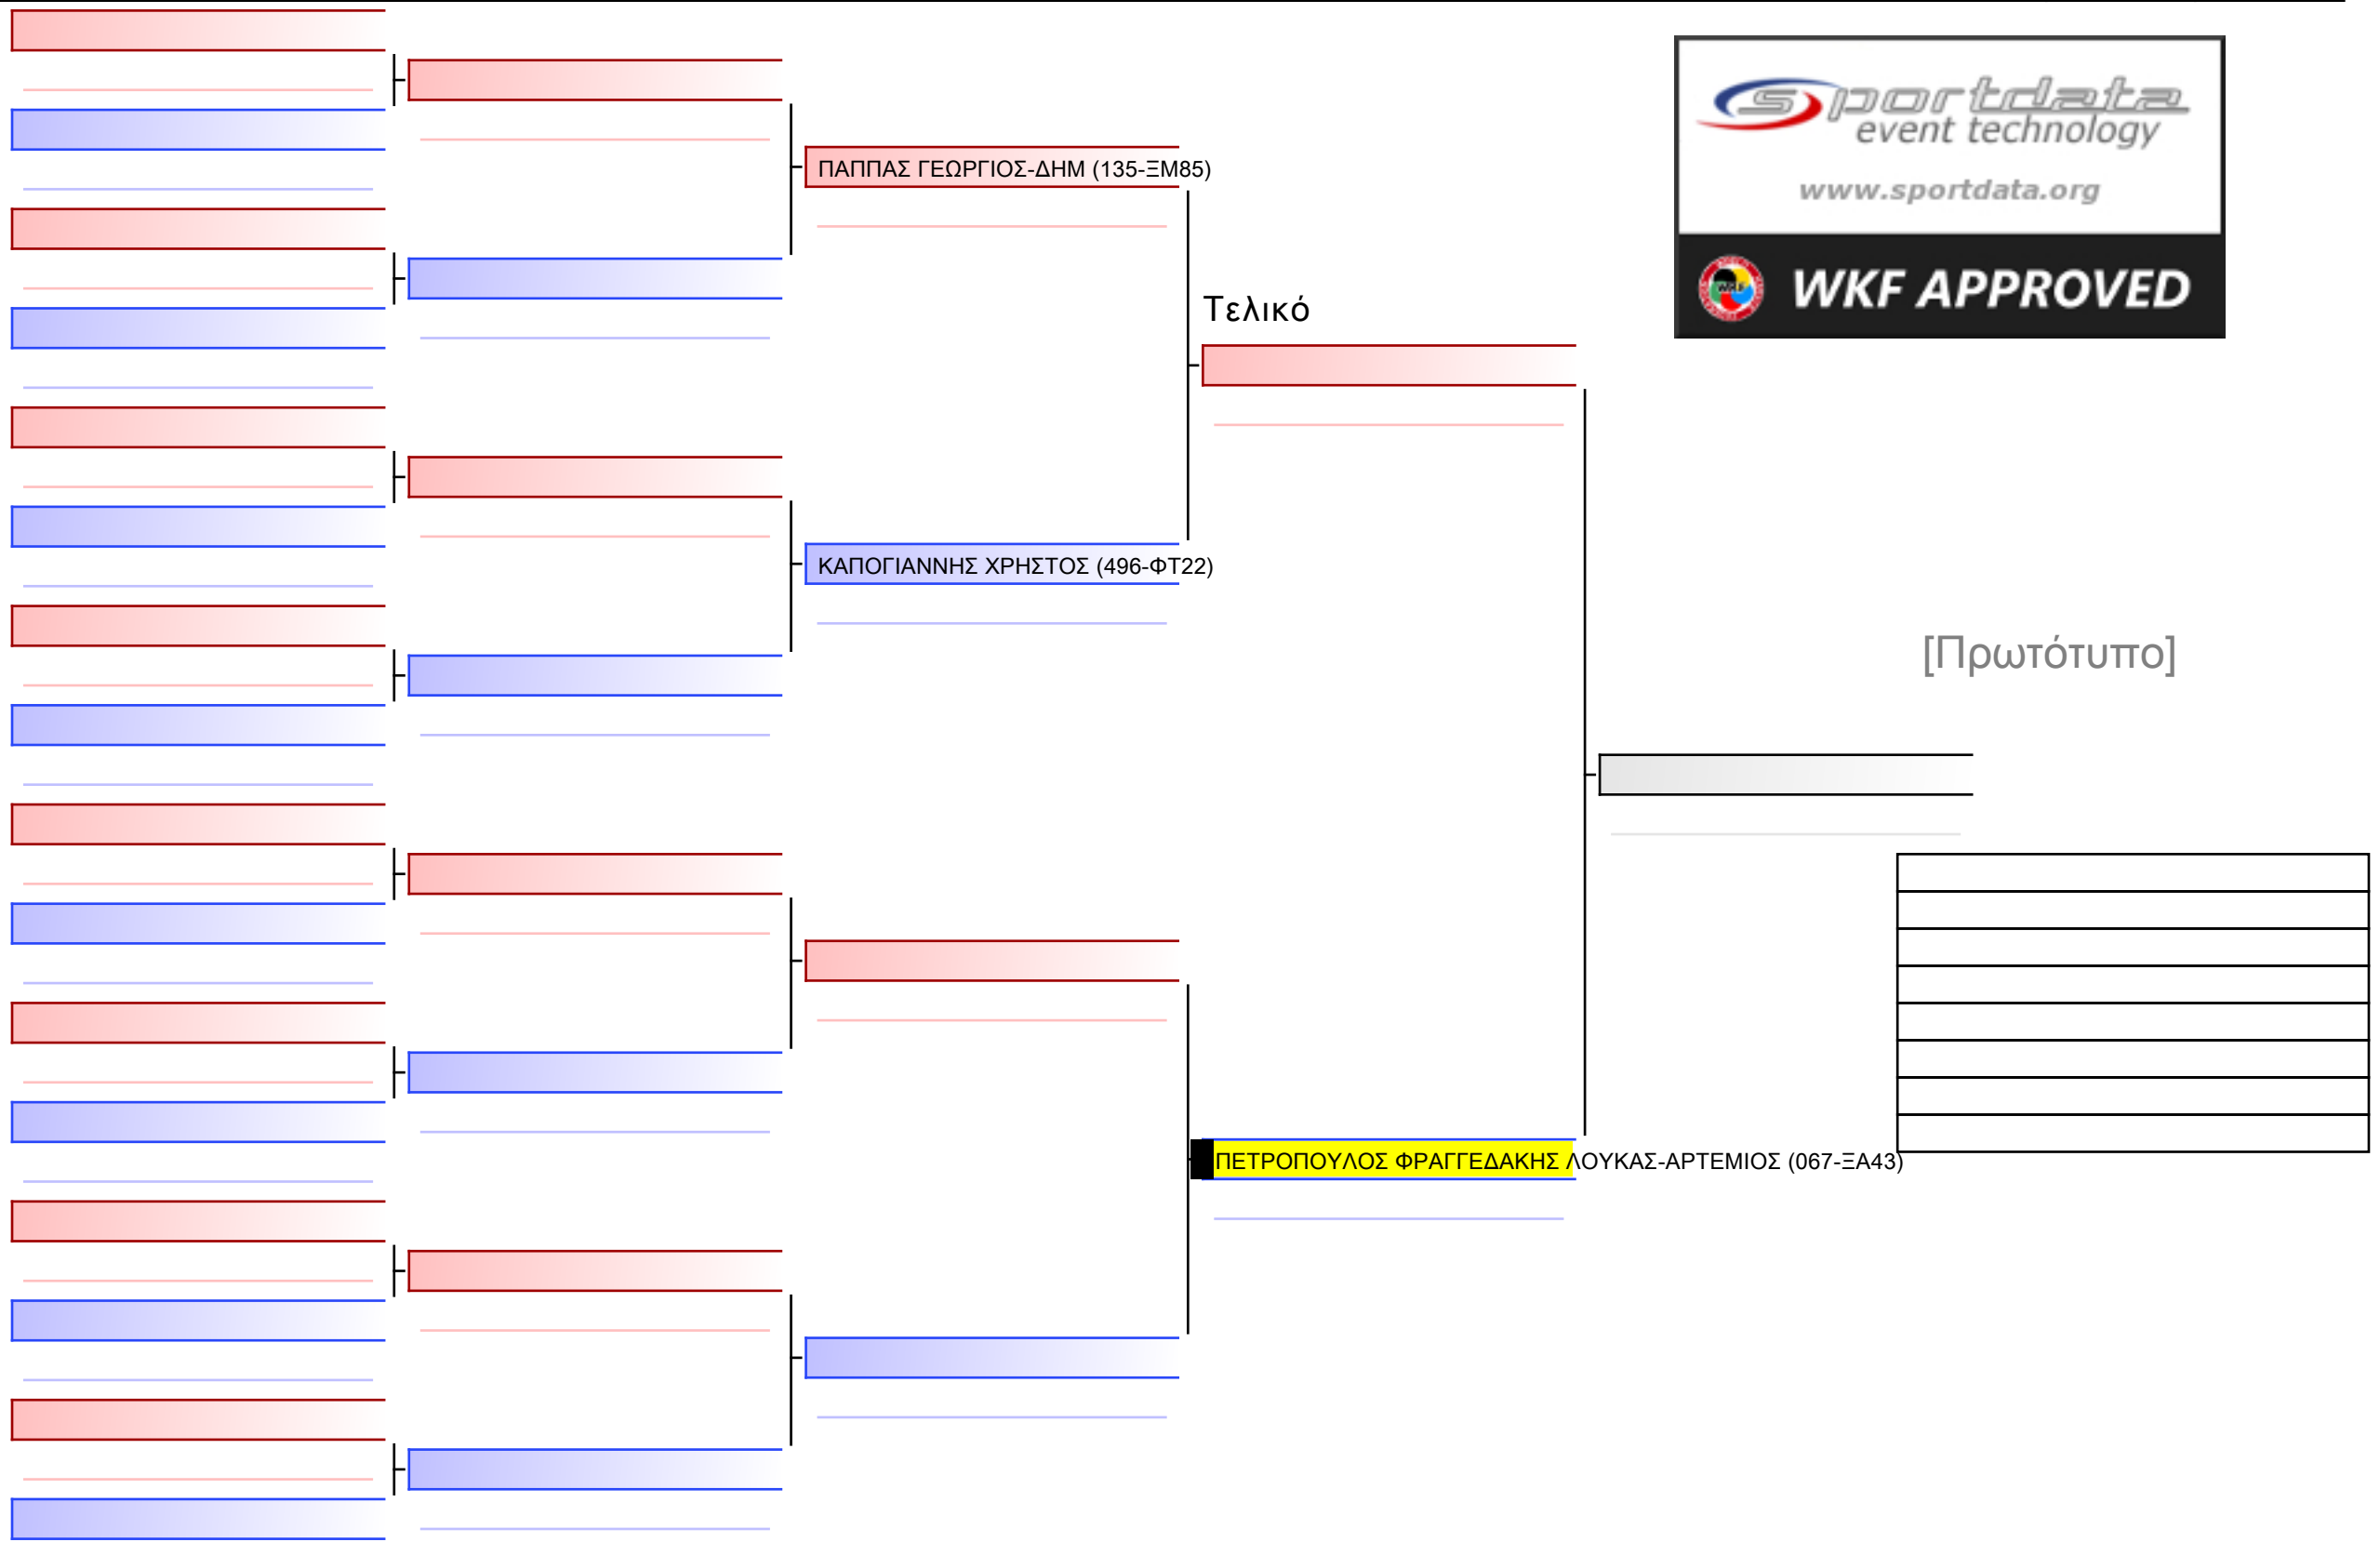 sportdata
event technology
www.sportdata.org
WKF APPROVED
ΠΑΠΠΑΣ ΓΕΩΡΓΙΟΣ-ΔΗΜ (135-ΞΜ85)
Τελικό
ΚΑΠΟΓΙΑΝΝΗΣ ΧΡΗΣΤΟΣ (496-ΦΤ22)
[Πρωτότυπο]
ΠΕΤΡΟΠΟΥΛΟΣ ΦΡΑΓΓΕΔΑΚΗΣ ΛΟΥΚΑΣ-ΑΡΤΕΜΙΟΣ (067-ΞΑ43)